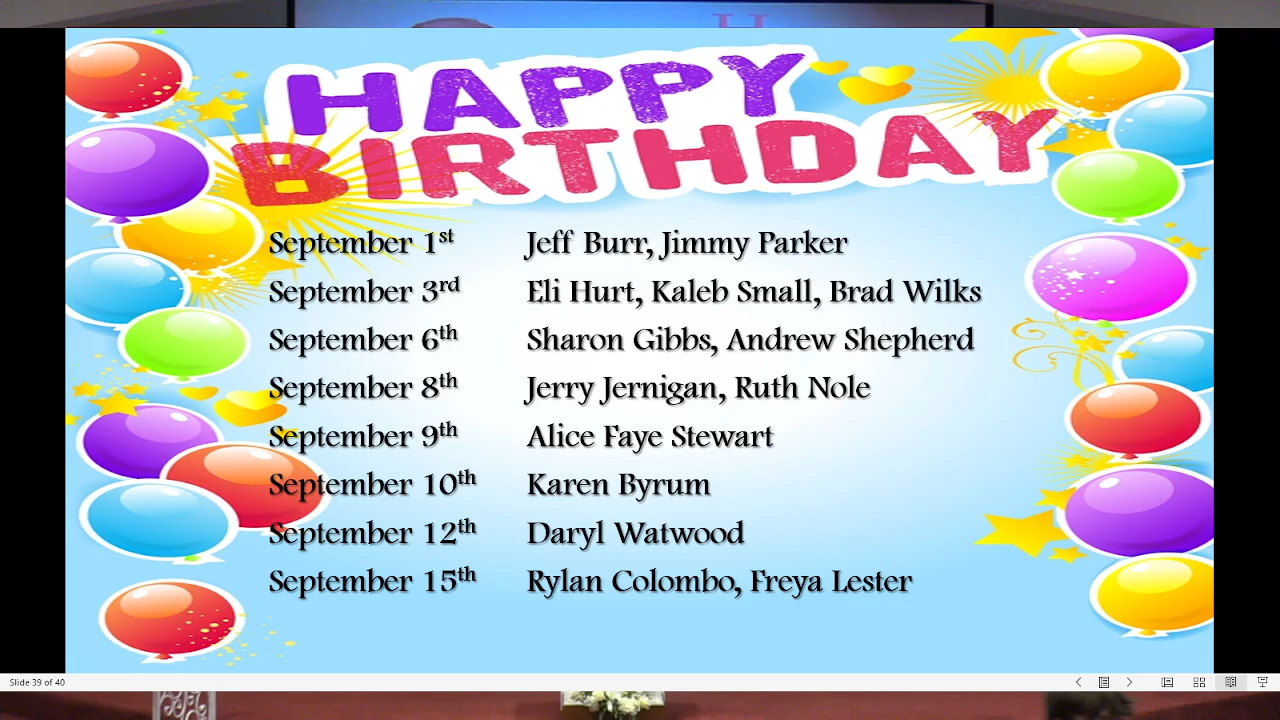 HAPPY
BIRTHDAY
September 1st Jeff Burr, Jimmy Parker
September 3rd Eli Hurt, Kaleb Small, Brad Wilks
September 6th Sharon Gibbs, Andrew Shepherd
September 8th Jerry Jernigan, Ruth Nole
September 9th Alice Faye Stewart
September 10th Karen Byrum
September 12th Daryl Watwood
September 15th Rylan Colombo, Freya Lester
Slide 39 of 40